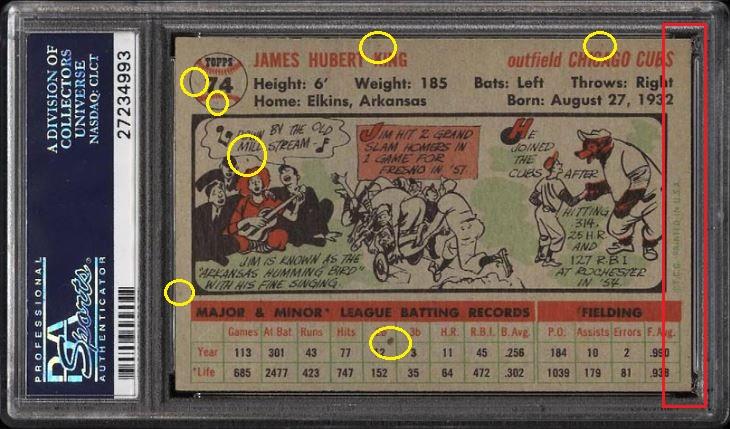 A DIVISION OF
COLLECTORS
UNIVERSE
NASDAQ: CLCT
27234993
PROFESSIONAL
PSA
Sports
AUTHENTICATOR
TOPPS
74
JAMES HUBERT KING
outfield CHICAGO CUBS
Height: 6' Weight: 185 Bats: Left Throws: Right
Home: Elkins, Arkansas Born: August 27, 1932
DOWN BY THE OLD
MILL STREAM-
JIM IS KNOWN AS THE
"ARKANSAS HUMMING BIRD"
WITH HIS FINE SINGING.
JIM HIT 2 GRAND
SLAM HOMERS IN
1 GAME FOR
FRESNO IN '57.
HE
JOINED
THE
CUBS AFTER
HITTING
.314,
25 H.R.
AND
127 R.B.I
AT ROCHESTER
IN '54.
T.C.G. PRINTED IN U.S.A.
MAJOR & MINOR* LEAGUE BATTING RECORDS FIELDING
Games At Bat Runs Hits 3b H.R. R.B.I. B. Avg. P.O. Assists Errors F. Avg.
Year 113 301 43 77 3 11 45 .256 184 10 2 .990
*Life 685 2477 423 747 152 35 64 472 .302 1039 179 81 .938